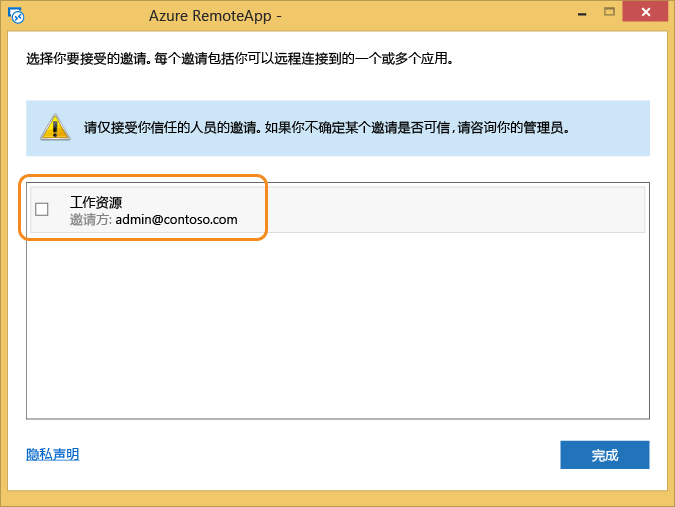 Azure RemoteApp -
选择你要接受的邀请。每个邀请包括你可以远程连接到的一个或多个应用。
请仅接受你信任的人员的邀请。如果你不确定某个邀请是否可信,请咨询你的管理员。
工作资源
邀请方: admin@contoso.com
隐私声明
完成